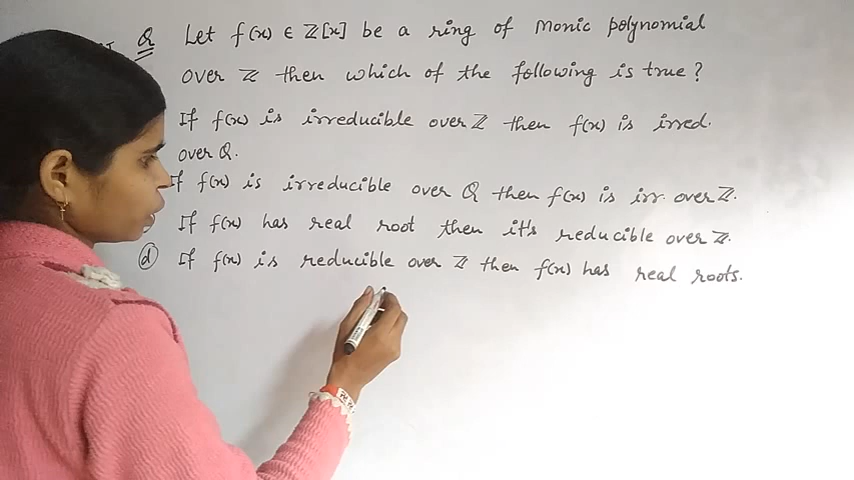 Q Let f(x) ∈ ℤ[x] be a ring of monic polynomial
over ℤ then which of the following is true?
If f(x) is irreducible over ℤ then f(x) is irred.
over Q.
If f(x) is irreducible over Q then f(x) is irr. over ℤ.
If f(x) has real root then it's reducible over ℤ.
(d) If f(x) is reducible over ℤ then f(x) has real roots.